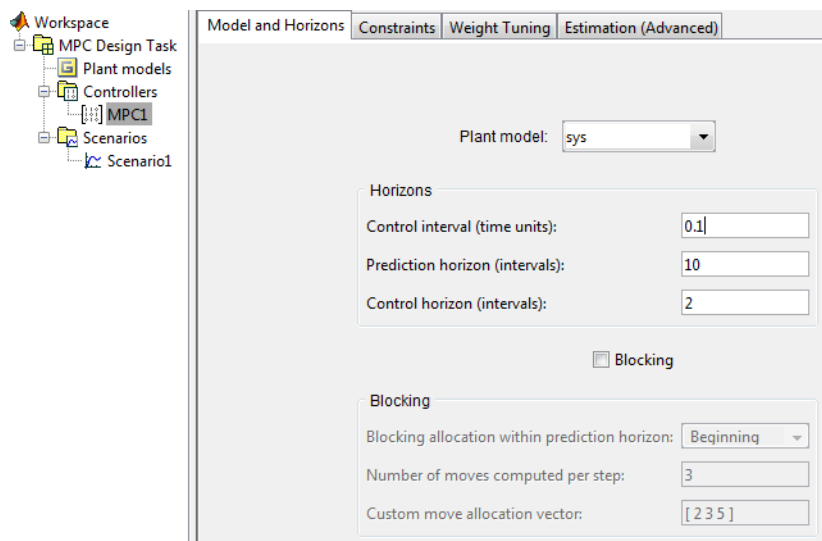 Workspace
MPC Design Task
Plant models
Controllers
MPC1
Scenarios
Scenario1
Model and Horizons Constraints Weight Tuning Estimation (Advanced)
Plant model: sys
Horizons
Control interval (time units): 0.1
Prediction horizon (intervals): 10
Control horizon (intervals): 2
Blocking
Blocking
Blocking allocation within prediction horizon: Beginning
Number of moves computed per step: 3
Custom move allocation vector: [ 2 3 5 ]